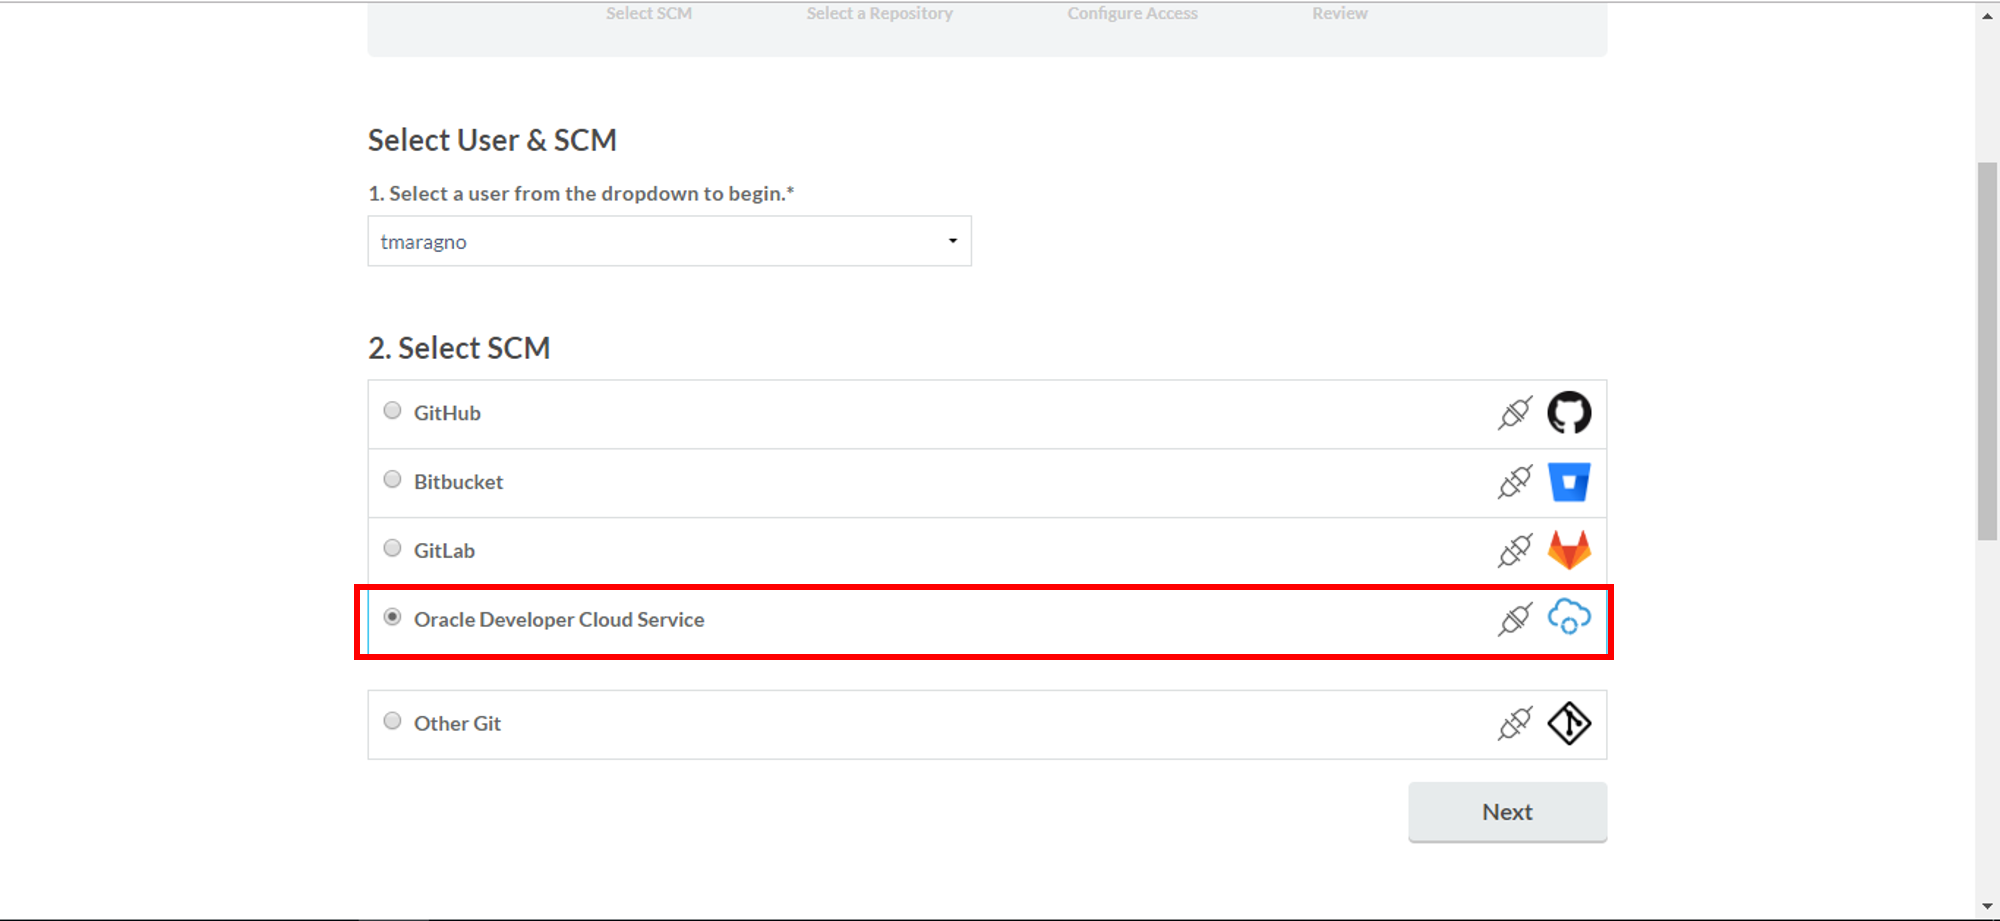 Select SCM Select a Repository Configure Access Review
Select User & SCM
1. Select a user from the dropdown to begin.*
tmaragno
2. Select SCM
GitHub
Bitbucket
GitLab
Oracle Developer Cloud Service
Other Git
Next